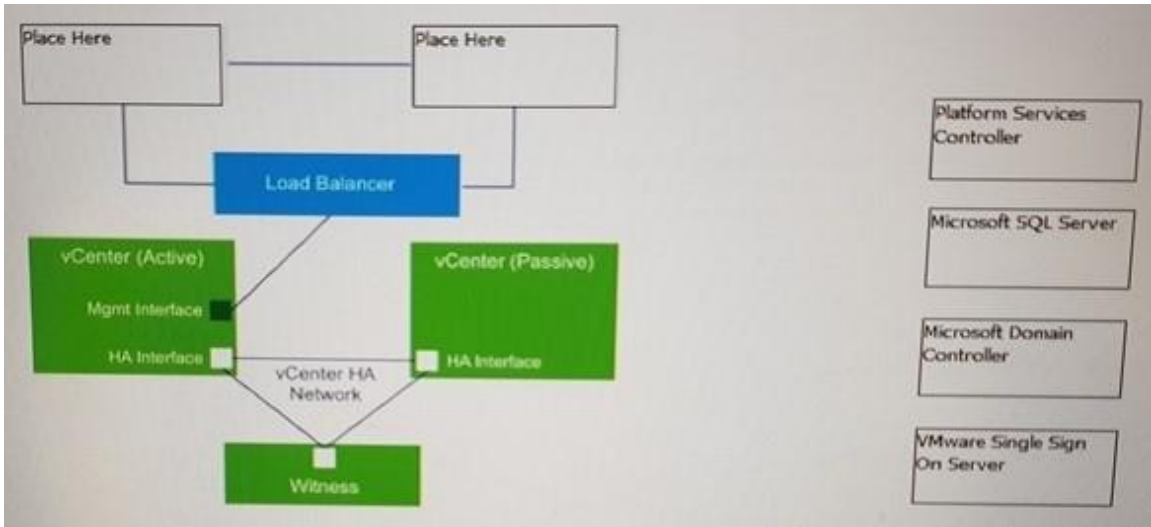 Place Here
Place Here
Load Balancer
vCenter (Active)
Mgmt Interface
HA Interface
vCenter (Passive)
HA Interface
vCenter HA
Network
Witness
Platform Services
Controller
Microsoft SQL Server
Microsoft Domain
Controller
VMware Single Sign
On Server